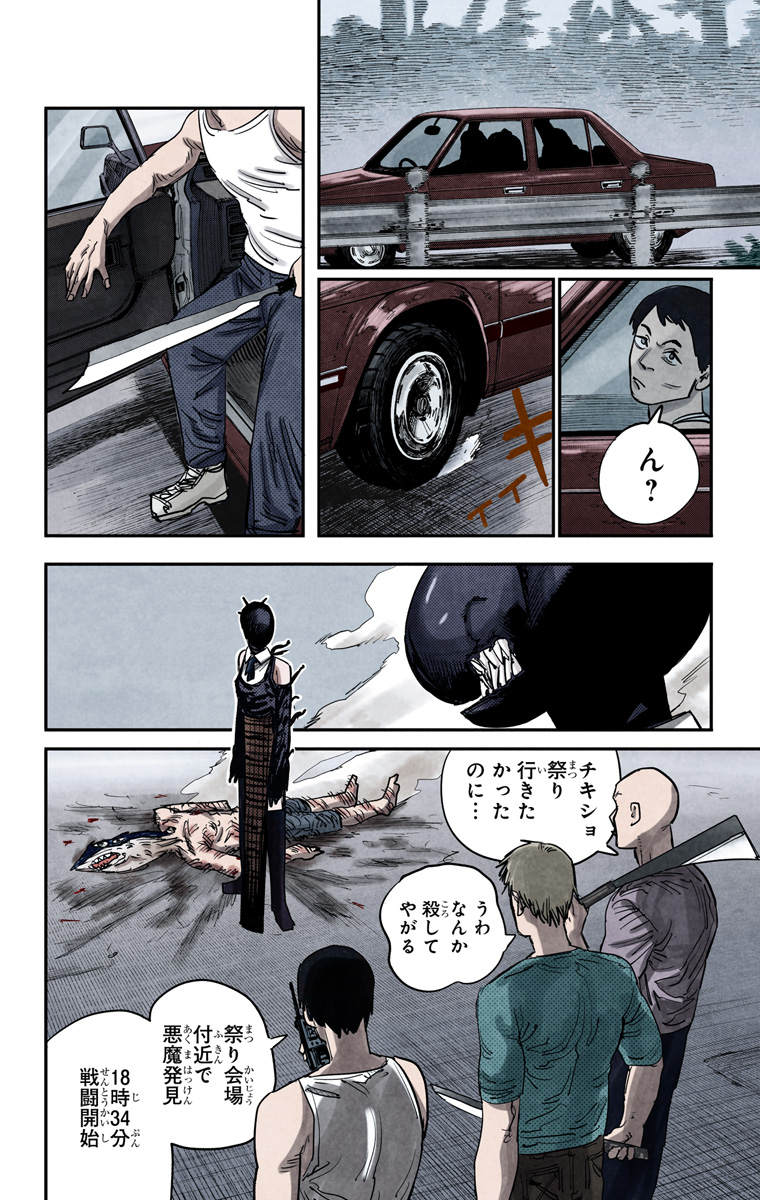 ん？
キイイ
チキショ
祭り
行きた
かった
のに…
うわ
なんか
殺して
やがる
祭り会場
付近で
悪魔発見
18時34分
戦闘開始